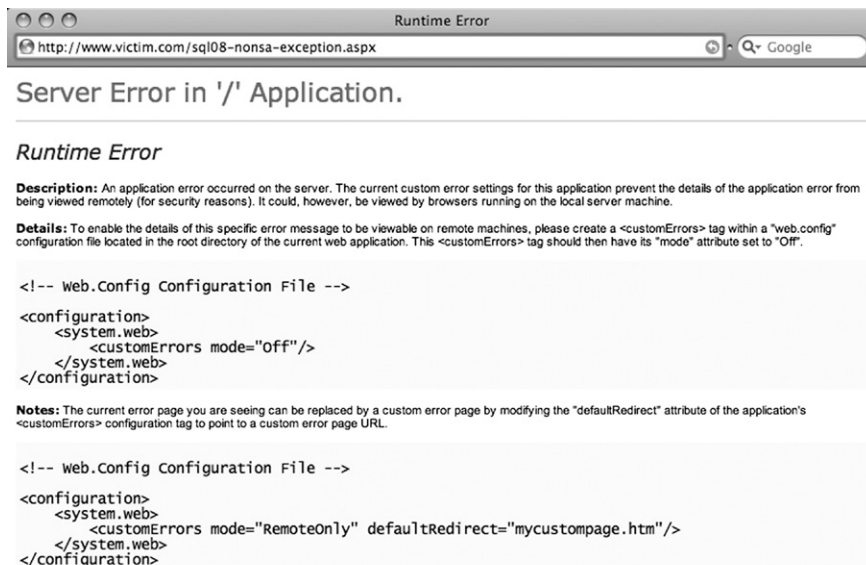 Runtime Error
http://www.victim.com/sql08-nonsa-exception.aspx
Google
Server Error in '/' Application.
Runtime Error
Description: An application error occurred on the server. The current custom error settings for this application prevent the details of the application error from
being viewed remotely (for security reasons). It could, however, be viewed by browsers running on the local server machine.
Details: To enable the details of this specific error message to be viewable on remote machines, please create a <customErrors> tag within a "web.config"
configuration file located in the root directory of the current web application. This <customErrors> tag should then have its "mode" attribute set to "Off".
<!-- Web.Config Configuration File -->
<configuration>
<system.web>
<customErrors mode="Off"/>
</system.web>
</configuration>
Notes: The current error page you are seeing can be replaced by a custom error page by modifying the "defaultRedirect" attribute of the application's
<customErrors> configuration tag to point to a custom error page URL.
<!-- Web.Config Configuration File -->
<configuration>
<system.web>
<customErrors mode="RemoteOnly" defaultRedirect="mycustompage.htm"/>
</system.web>
</configuration>